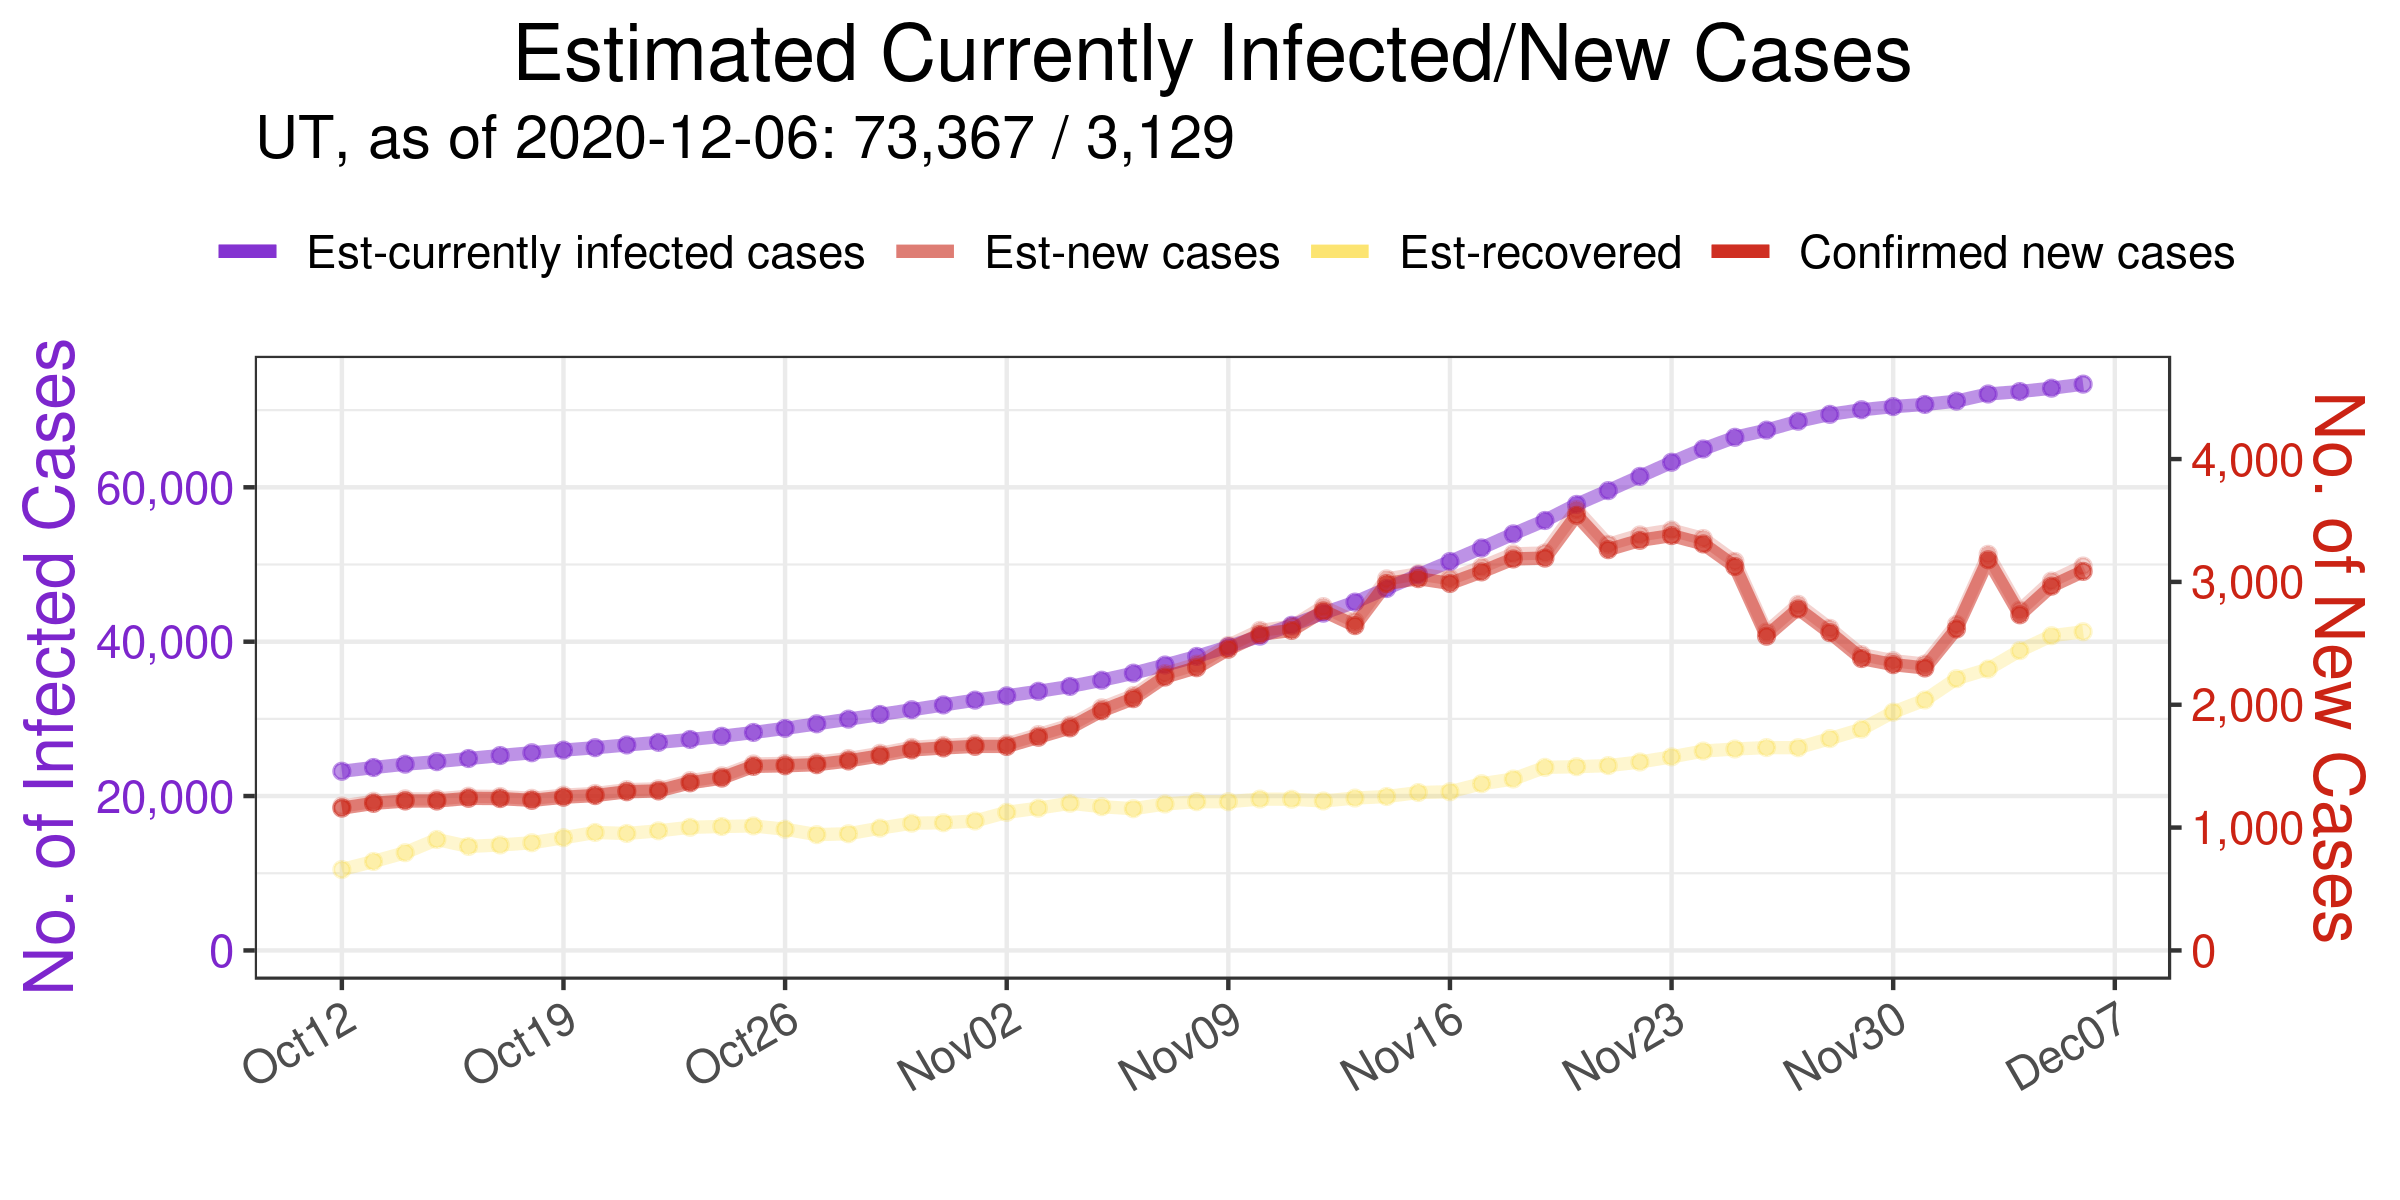 Estimated Currently Infected/New Cases
UT, as of 2020-12-06: 73,367 / 3,129
Est-currently infected cases Est-new cases Est-recovered Confirmed new cases
No. of Infected Cases
60,000
40,000
20,000
0
4,000
3,000
2,000
1,000
0
No. of New Cases
Oct12 Oct19 Oct26 Nov02 Nov09 Nov16 Nov23 Nov30 Dec07